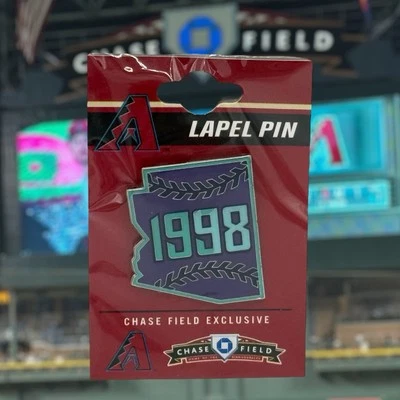 CHASE FIELD
LAPEL PIN
1998
CHASE FIELD EXCLUSIVE
CHASE FIELD